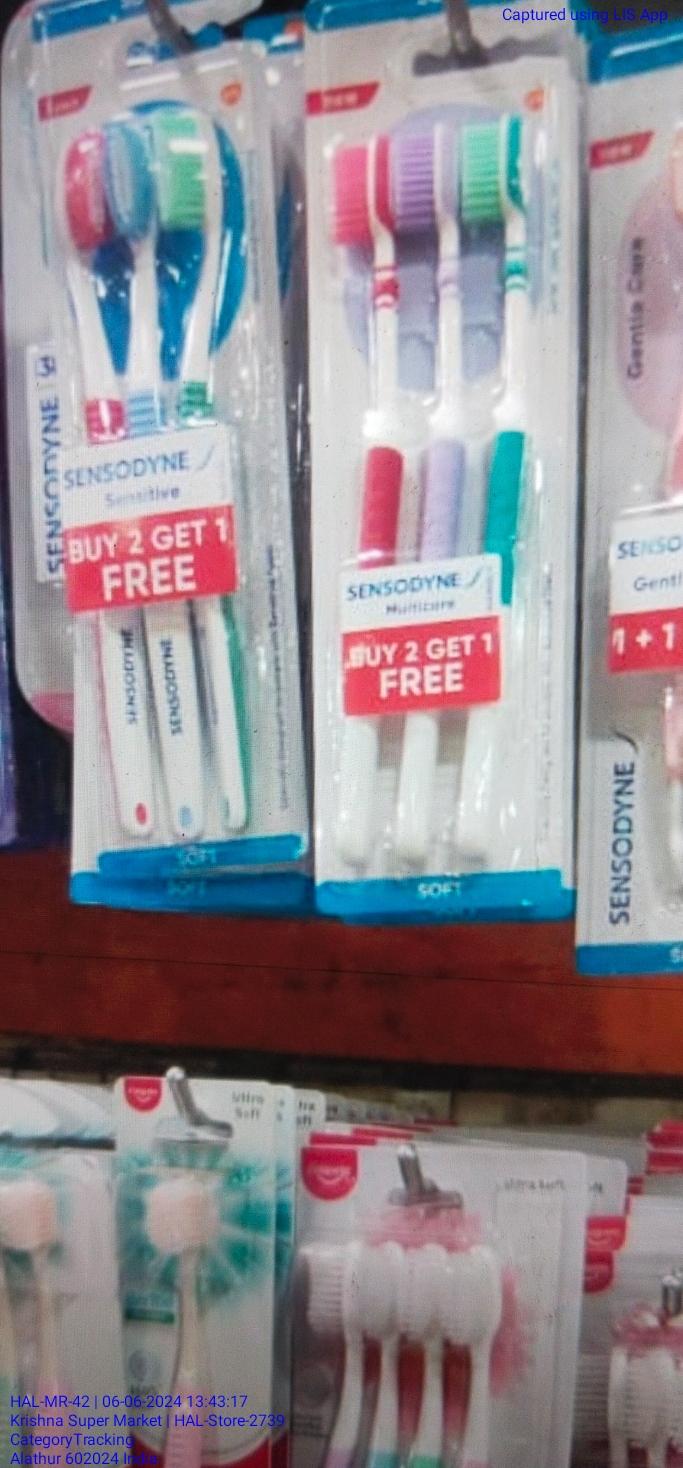 Captured using LIS App
new
Gentle Care
SENSODYNE
SENSODYNE
Sensitive
BUY 2 GET 1
FREE
SENSODYNE
SENSODYNE
SOFT
SOFT
SENSODYNE
Multicare
BUY 2 GET 1
FREE
SOFT
SENSO
Gentl
1 + 1
SENSODYNE
Ultra
Soft
Ultra Soft
HAL-MR-42 | 06-06-2024 13:43:17
Krishna Super Market | HAL-Store-2739
CategoryTracking
Alathur 602024 India